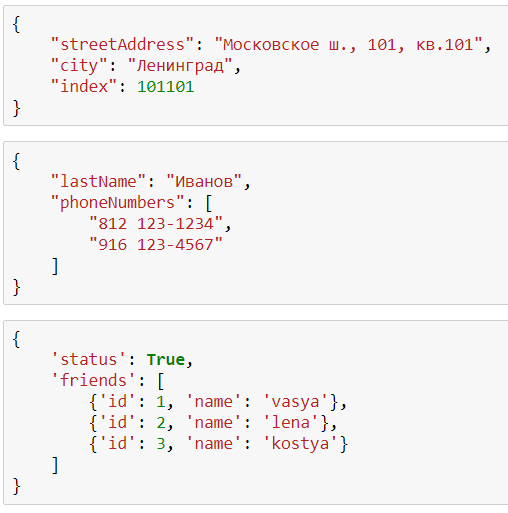 {
    "streetAddress": "Московское ш., 101, кв.101",
    "city": "Ленинград",
    "index": 101101
}
{
    "lastName": "Иванов",
    "phoneNumbers": [
        "812 123-1234",
        "916 123-4567"
    ]
}
{
    'status': True,
    'friends': [
        {'id': 1, 'name': 'vasya'},
        {'id': 2, 'name': 'lena'},
        {'id': 3, 'name': 'kostya'}
    ]
}